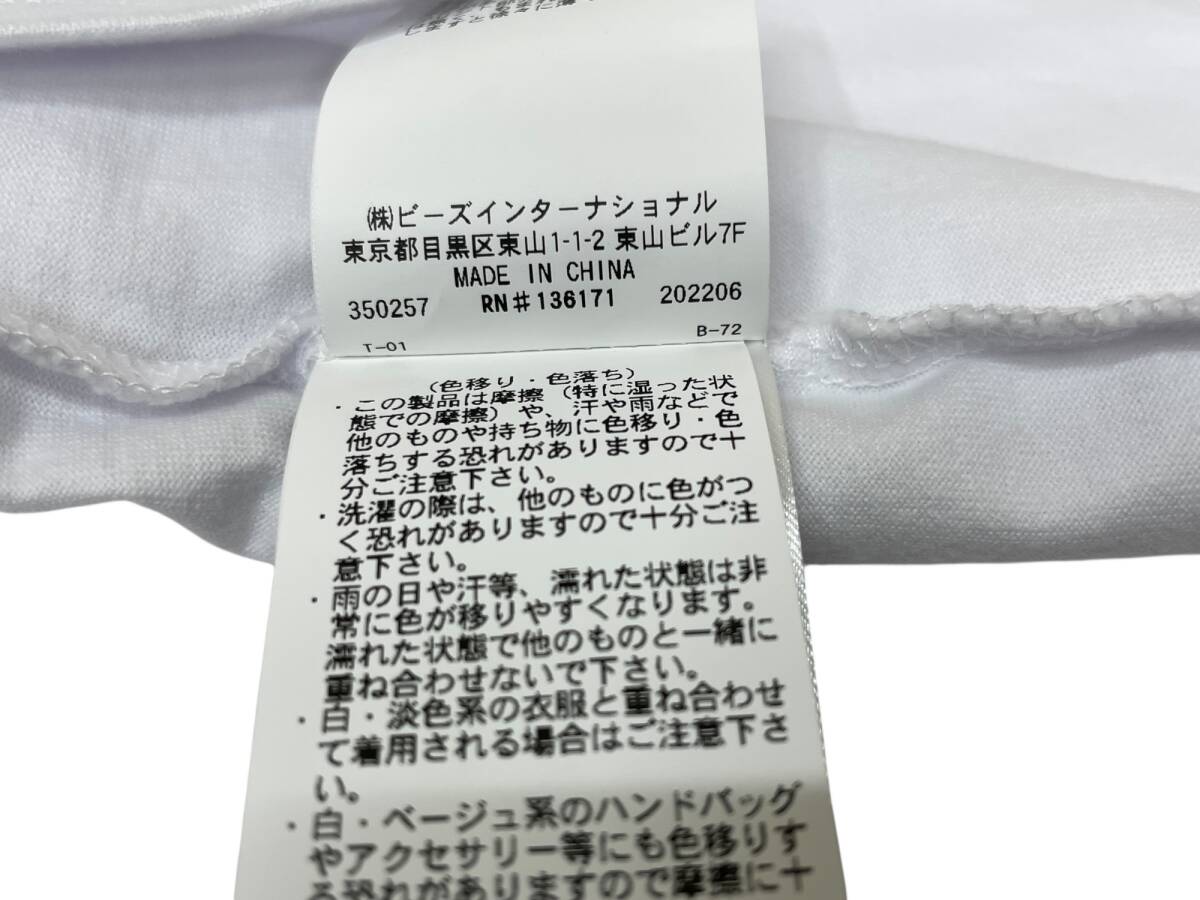 しますと徐々に薄
㈱ビーズインターナショナル
東京都目黒区東山1-1-2 東山ビル7F
MADE IN CHINA
350257 RN#136171 202206
T-01 B-72
(色移り・色落ち)
・この製品は摩擦(特に湿った状
態での摩擦)や、汗や雨などで
他のものや持ち物に色移り・色
落ちする恐れがありますので十
分ご注意下さい。
・洗濯の際は、他のものに色がつ
く恐れがありますので十分ご注
意下さい。
・雨の日や汗等、濡れた状態は非
常に色が移りやすくなります。
濡れた状態で他のものと一緒に
重ね合わせないで下さい。
・白・淡色系の衣服と重ね合わせ
て着用される場合はご注意下さ
い。
・白・ベージュ系のハンドバッグ
やアクセサリー等にも色移りす
る恐れがありますので摩擦に十